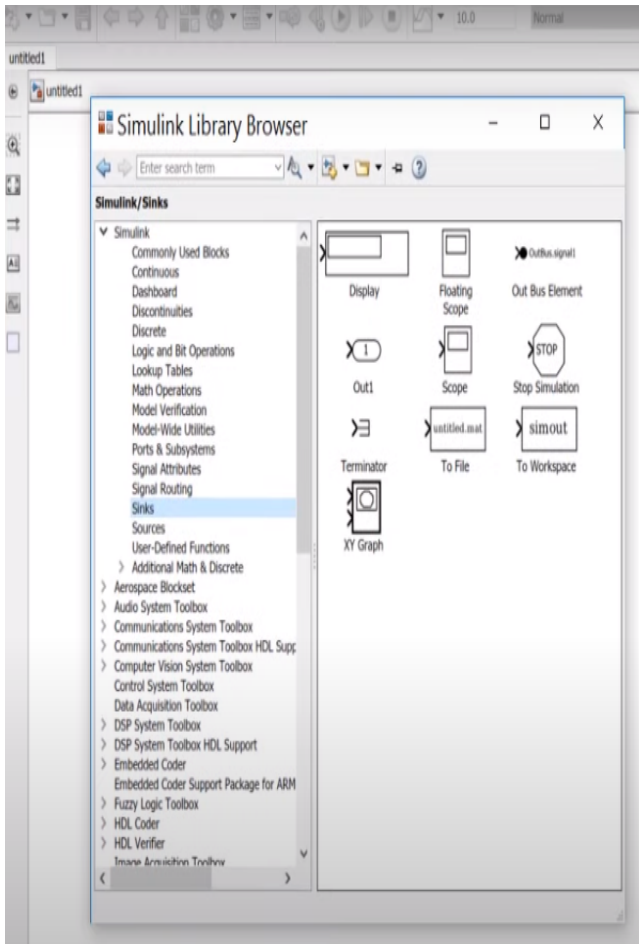 10.0
Normal
untitled1
untitled1
Simulink Library Browser
Enter search term
Simulink/Sinks
Simulink
Commonly Used Blocks
Continuous
Dashboard
Discontinuities
Discrete
Logic and Bit Operations
Lookup Tables
Math Operations
Model Verification
Model-Wide Utilities
Ports & Subsystems
Signal Attributes
Signal Routing
Sinks
Sources
User-Defined Functions
Additional Math & Discrete
Aerospace Blockset
Audio System Toolbox
Communications System Toolbox
Communications System Toolbox HDL Supp
Computer Vision System Toolbox
Control System Toolbox
Data Acquisition Toolbox
DSP System Toolbox
DSP System Toolbox HDL Support
Embedded Coder
Embedded Coder Support Package for ARM
Fuzzy Logic Toolbox
HDL Coder
HDL Verifier
Image Acquisition Toolbox
OutBus.signal1
Display
Floating
Scope
Out Bus Element
1
STOP
Out1
Scope
Stop Simulation
untitled.mat
simout
Terminator
To File
To Workspace
XY Graph